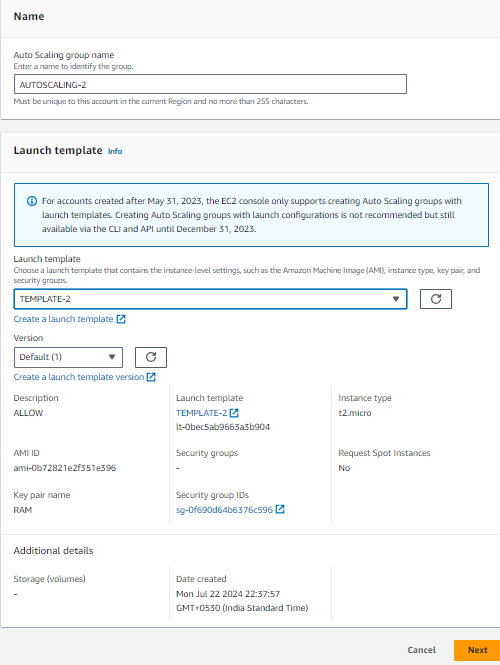 Name
Auto Scaling group name
Enter a name to identify the group.
AUTOSCALING-2
Must be unique to this account in the current Region and no more than 255 characters.
Launch template Info
For accounts created after May 31, 2023, the EC2 console only supports creating Auto Scaling groups with
launch templates. Creating Auto Scaling groups with launch configurations is not recommended but still
available via the CLI and API until December 31, 2023.
Launch template
Choose a launch template that contains the instance-level settings, such as the Amazon Machine Image (AMI), instance type, key pair, and
security groups.
TEMPLATE-2
Create a launch template
Version
Default (1)
Create a launch template version
Description
ALLOW
Launch template
TEMPLATE-2
lt-0bec5ab9663a3b904
Instance type
t2.micro
AMI ID
ami-0b72821e2f351e396
Security groups
-
Request Spot Instances
No
Key pair name
RAM
Security group IDs
sg-0f690d64b6376c596
Additional details
Storage (volumes)
-
Date created
Mon Jul 22 2024 22:37:57
GMT+0530 (India Standard Time)
Cancel
Next